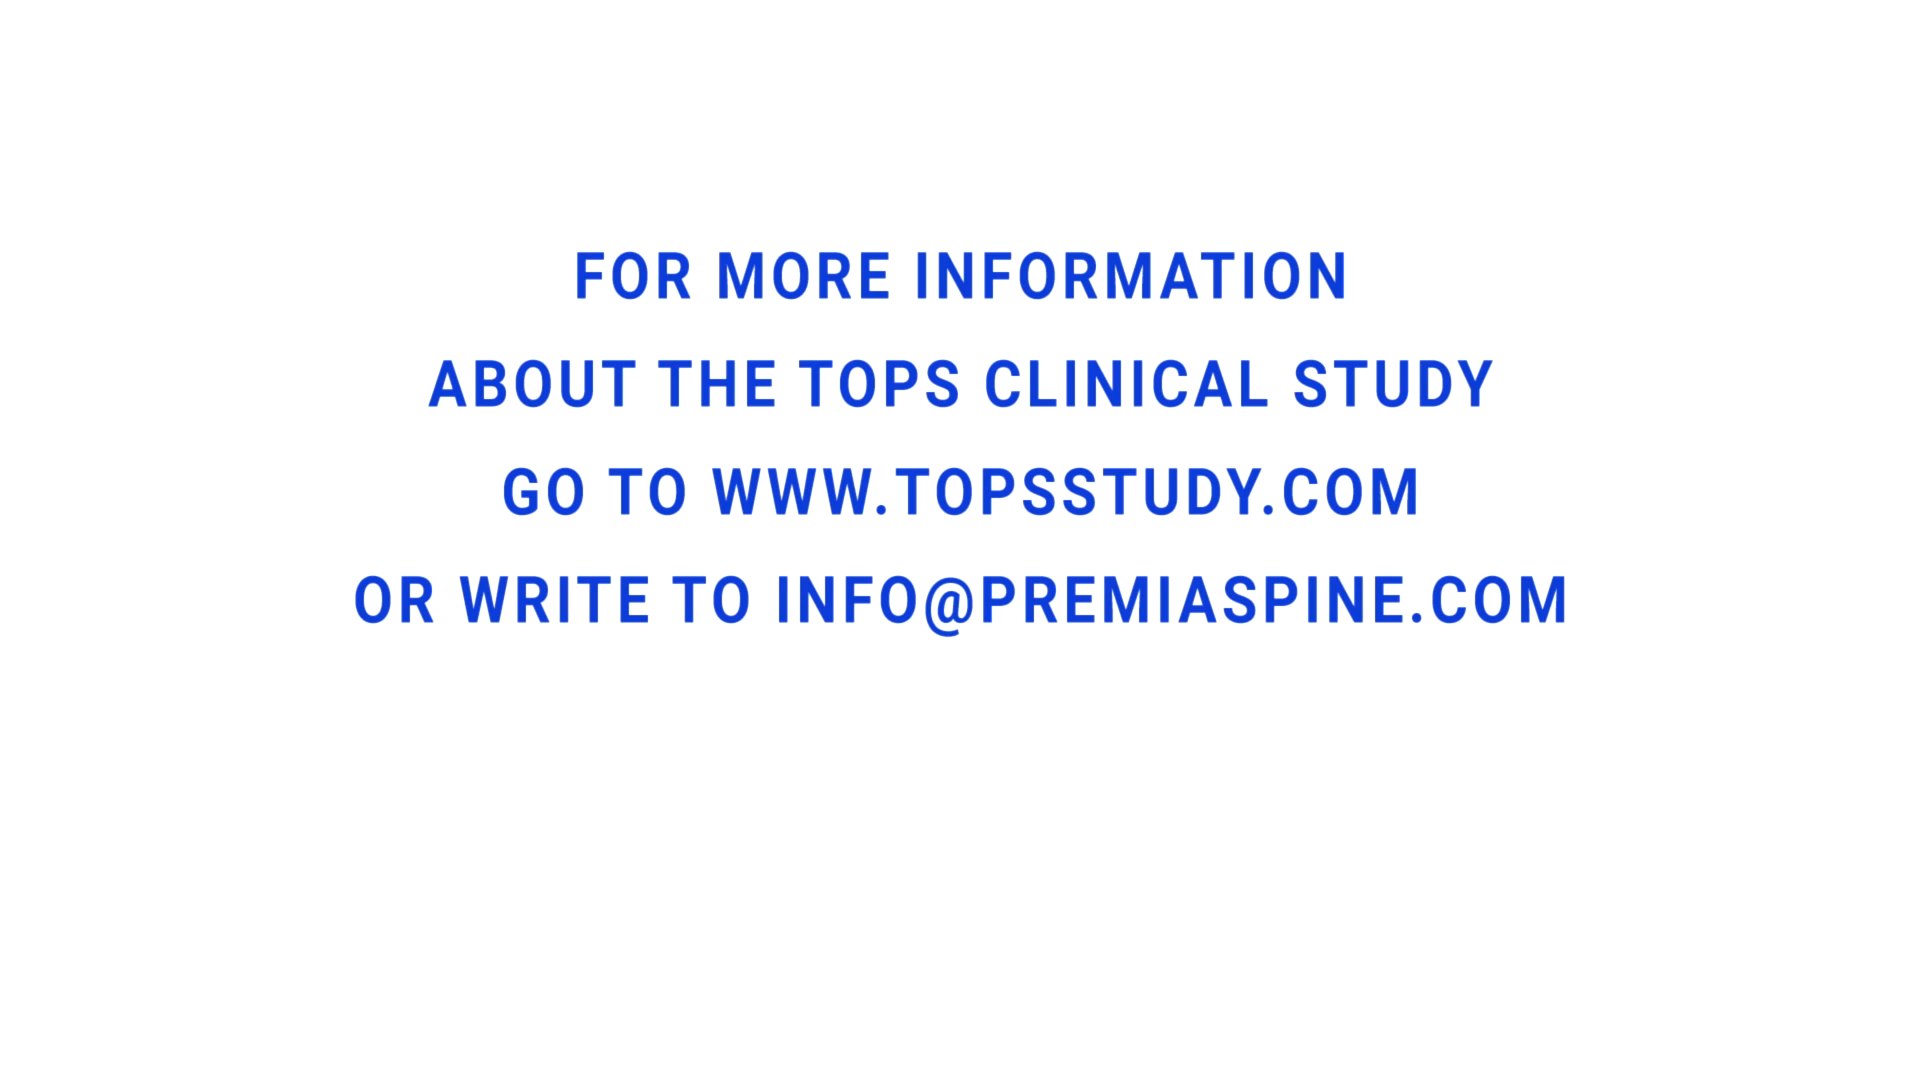 FOR MORE INFORMATION
ABOUT THE TOPS CLINICAL STUDY
GO TO WWW.TOPSSTUDY.COM
OR WRITE TO INFO@PREMIASPINE.COM